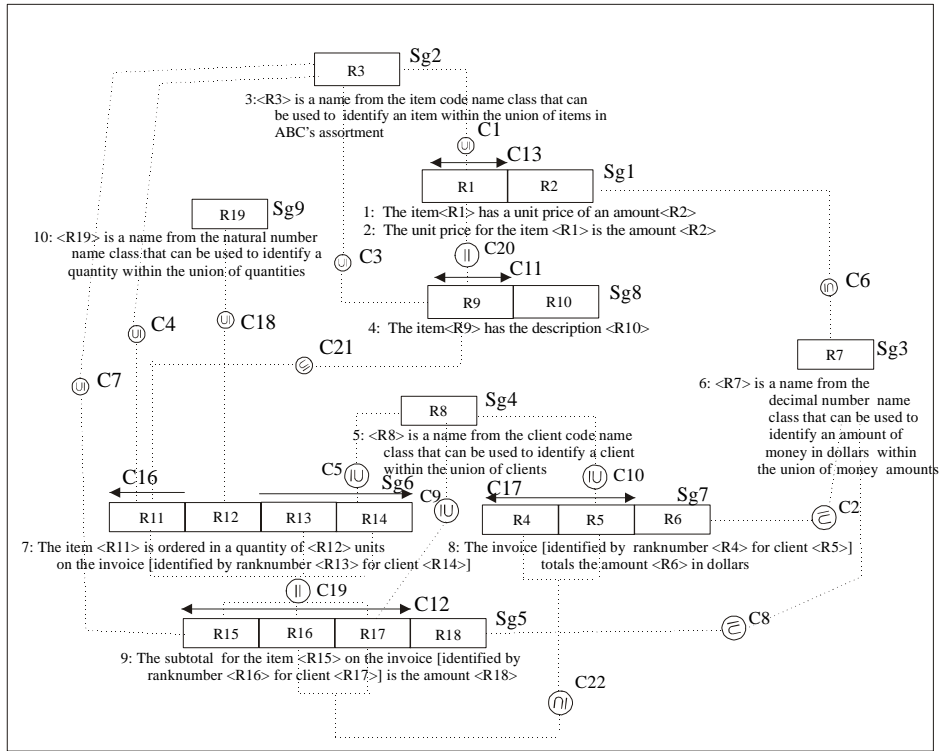 R3
Sg2
3:<R3> is a name from the item code name class that can
be used to identify an item within the union of items in
ABC's assortment
C1
C13
R1
R2
Sg1
1: The item<R1> has a unit price of an amount<R2>
2: The unit price for the item <R1> is the amount <R2>
R19
Sg9
10: <R19> is a name from the natural number
name class that can be used to identify a
quantity within the union of quantities
C3
C20
C11
R9
R10
Sg8
4: The item<R9> has the description <R10>
C6
C4
C18
C21
C7
R7
Sg3
6: <R7> is a name from the
decimal number name
class that can be used to
identify an amount of
money in dollars within
the union of money amounts
R8
Sg4
5: <R8> is a name from the client code name
class that can be used to identify a client
within the union of clients
C5
C10
C16
Sg6
C9
C17
Sg7
R11
R12
R13
R14
R4
R5
R6
C2
7: The item <R11> is ordered in a quantity of <R12> units
on the invoice [identified by ranknumber <R13> for client <R14>]
8: The invoice [identified by ranknumber <R4> for client <R5>]
totals the amount <R6> in dollars
C19
C12
R15
R16
R17
R18
Sg5
C8
9: The subtotal for the item <R15> on the invoice [identified by
ranknumber <R16> for client <R17>] is the amount <R18>
C22